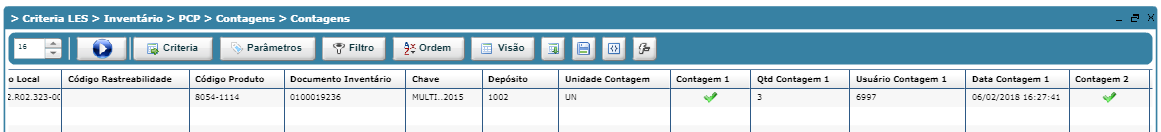 > Criteria LES > Inventário > PCP > Contagens > Contagens
16 Criteria Parâmetros Filtro Ordem Visão
o Local Código Rastreabilidade Código Produto Documento Inventário Chave Depósito Unidade Contagem Contagem 1 Qtd Contagem 1 Usuário Contagem 1 Data Contagem 1 Contagem 2
2.R02.323-00 8054-1114 0100019236 MULTI..2015 1002 UN 3 6997 06/02/2018 16:27:41